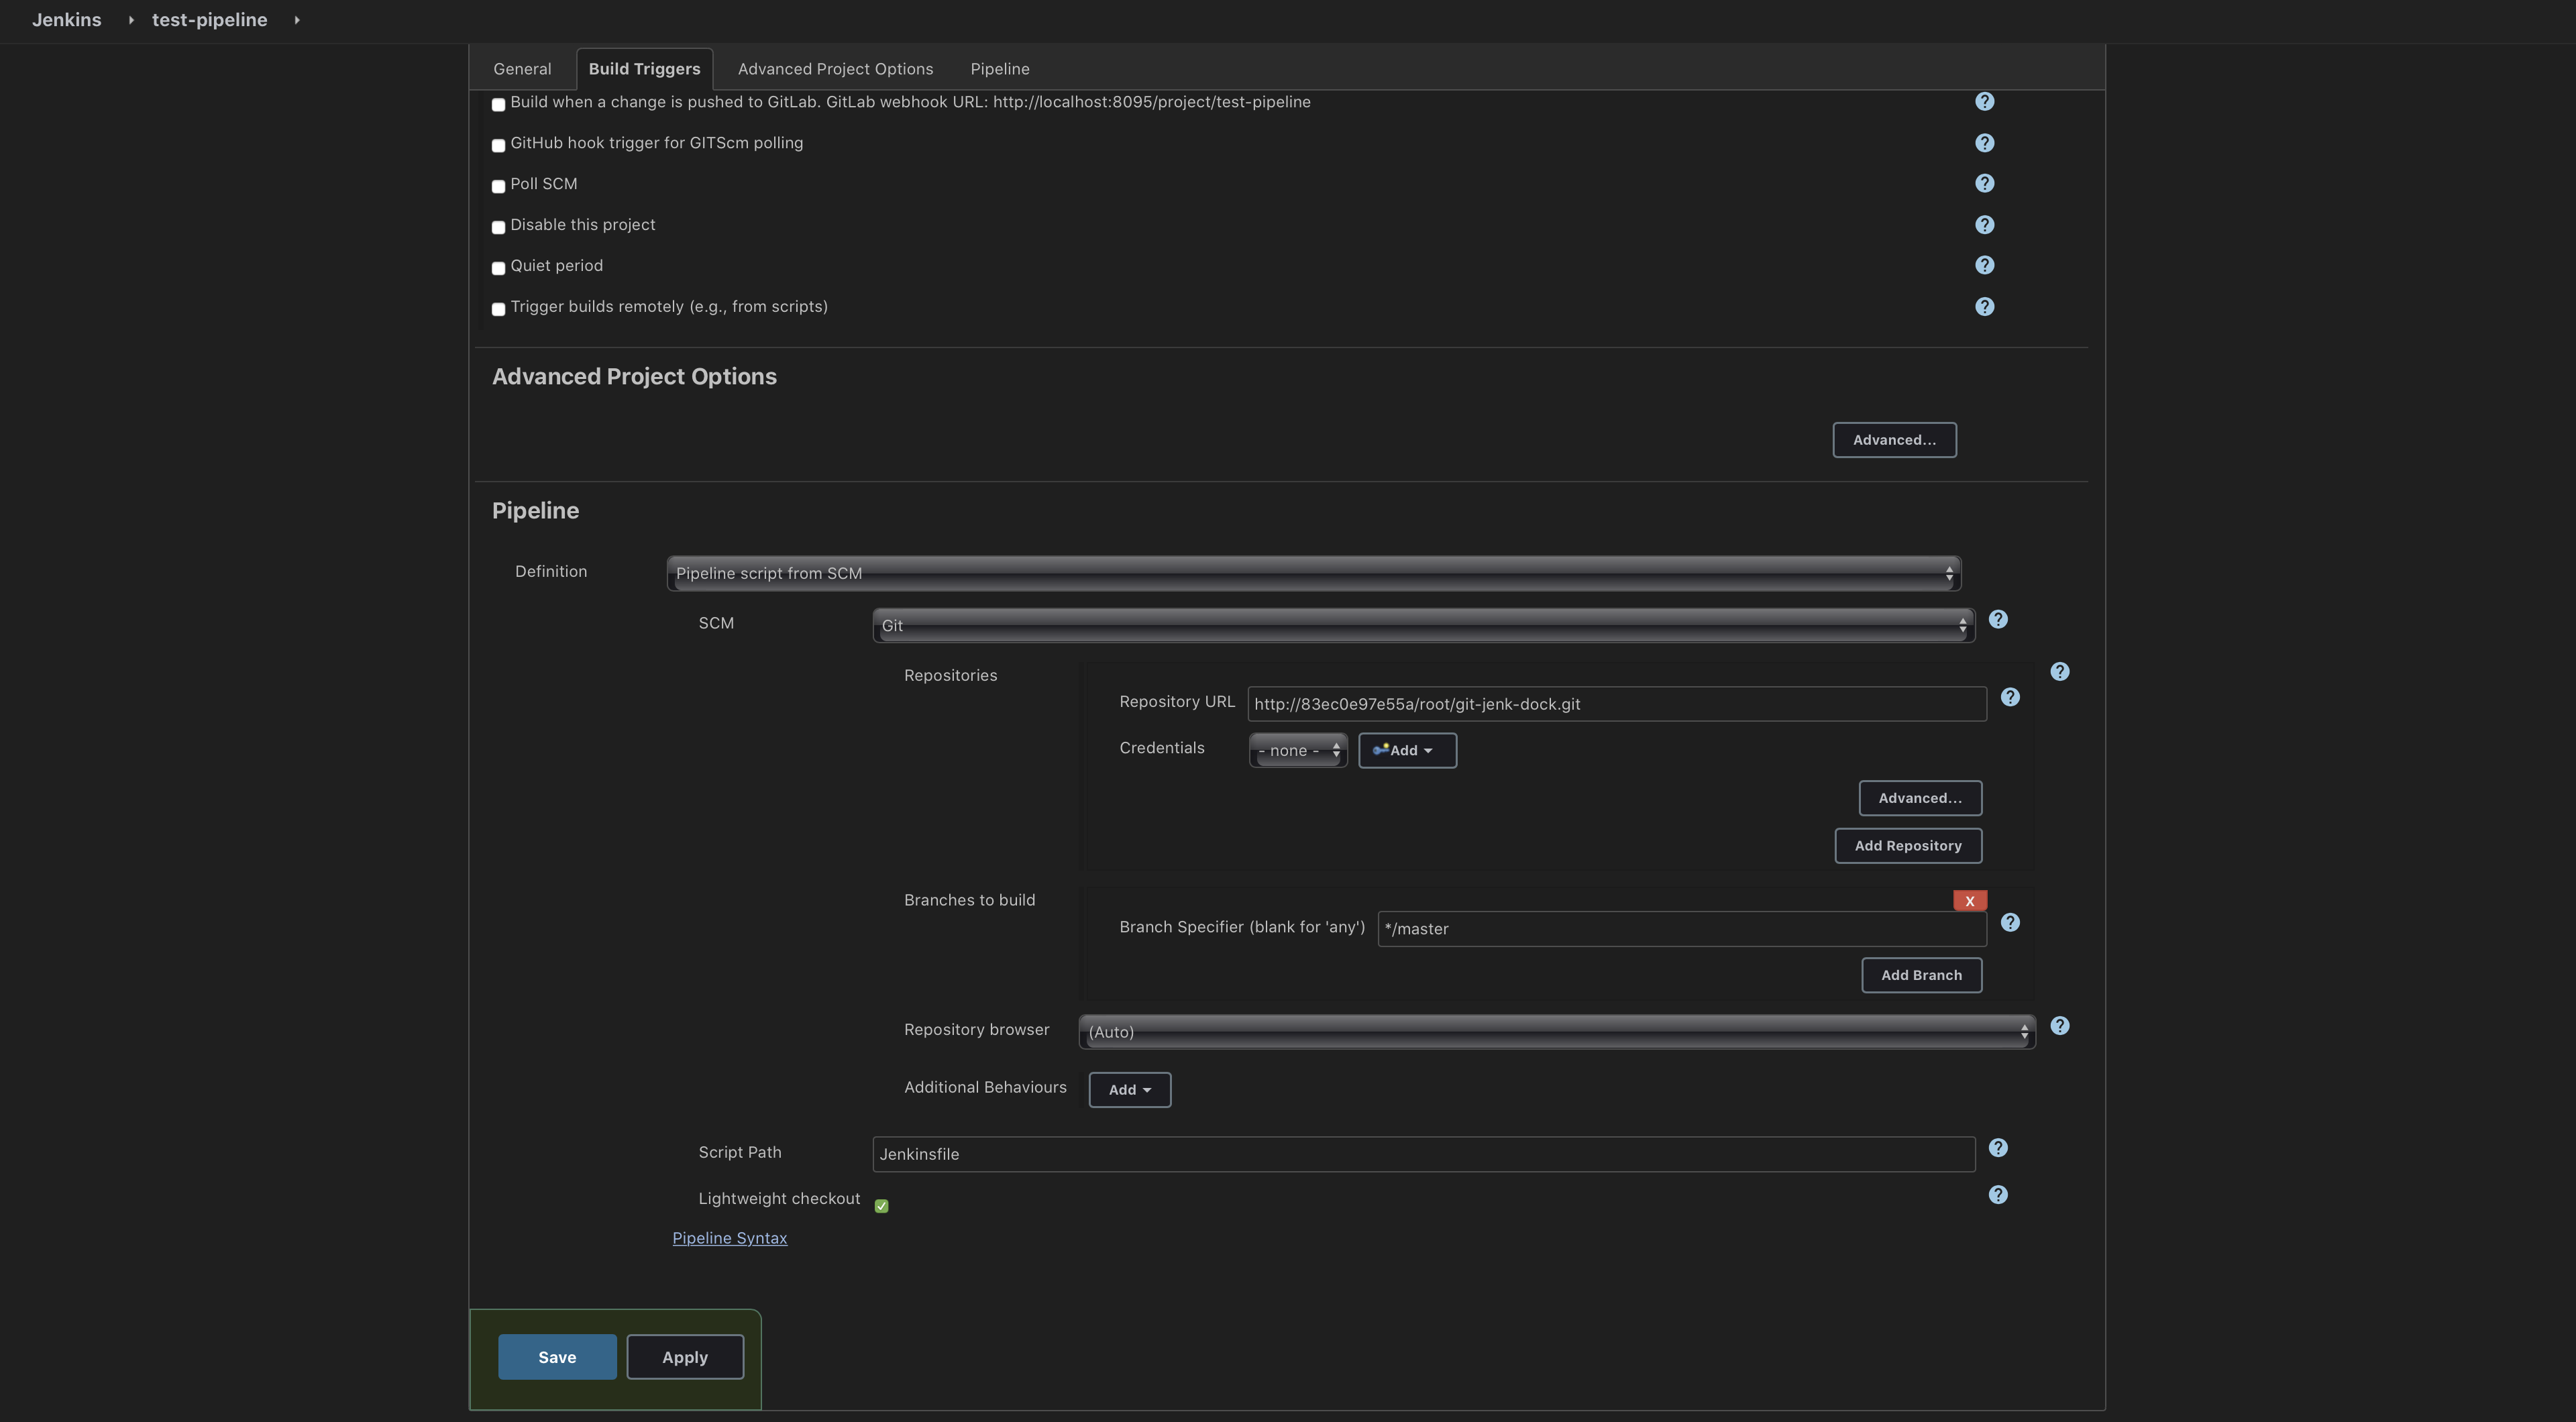 Jenkins test-pipeline
General Build Triggers Advanced Project Options Pipeline
Build when a change is pushed to GitLab. GitLab webhook URL: http://localhost:8095/project/test-pipeline ?
GitHub hook trigger for GITScm polling ?
Poll SCM ?
Disable this project ?
Quiet period ?
Trigger builds remotely (e.g., from scripts) ?
Advanced Project Options
Advanced...
Pipeline
Definition Pipeline script from SCM
SCM Git ?
Repositories ?
Repository URL http://83ec0e97e55a/root/git-jenk-dock.git ?
Credentials - none - Add
Advanced...
Add Repository
Branches to build X
Branch Specifier (blank for 'any') */master ?
Add Branch
Repository browser (Auto) ?
Additional Behaviours Add
Script Path Jenkinsfile ?
Lightweight checkout ?
Pipeline Syntax
Save Apply